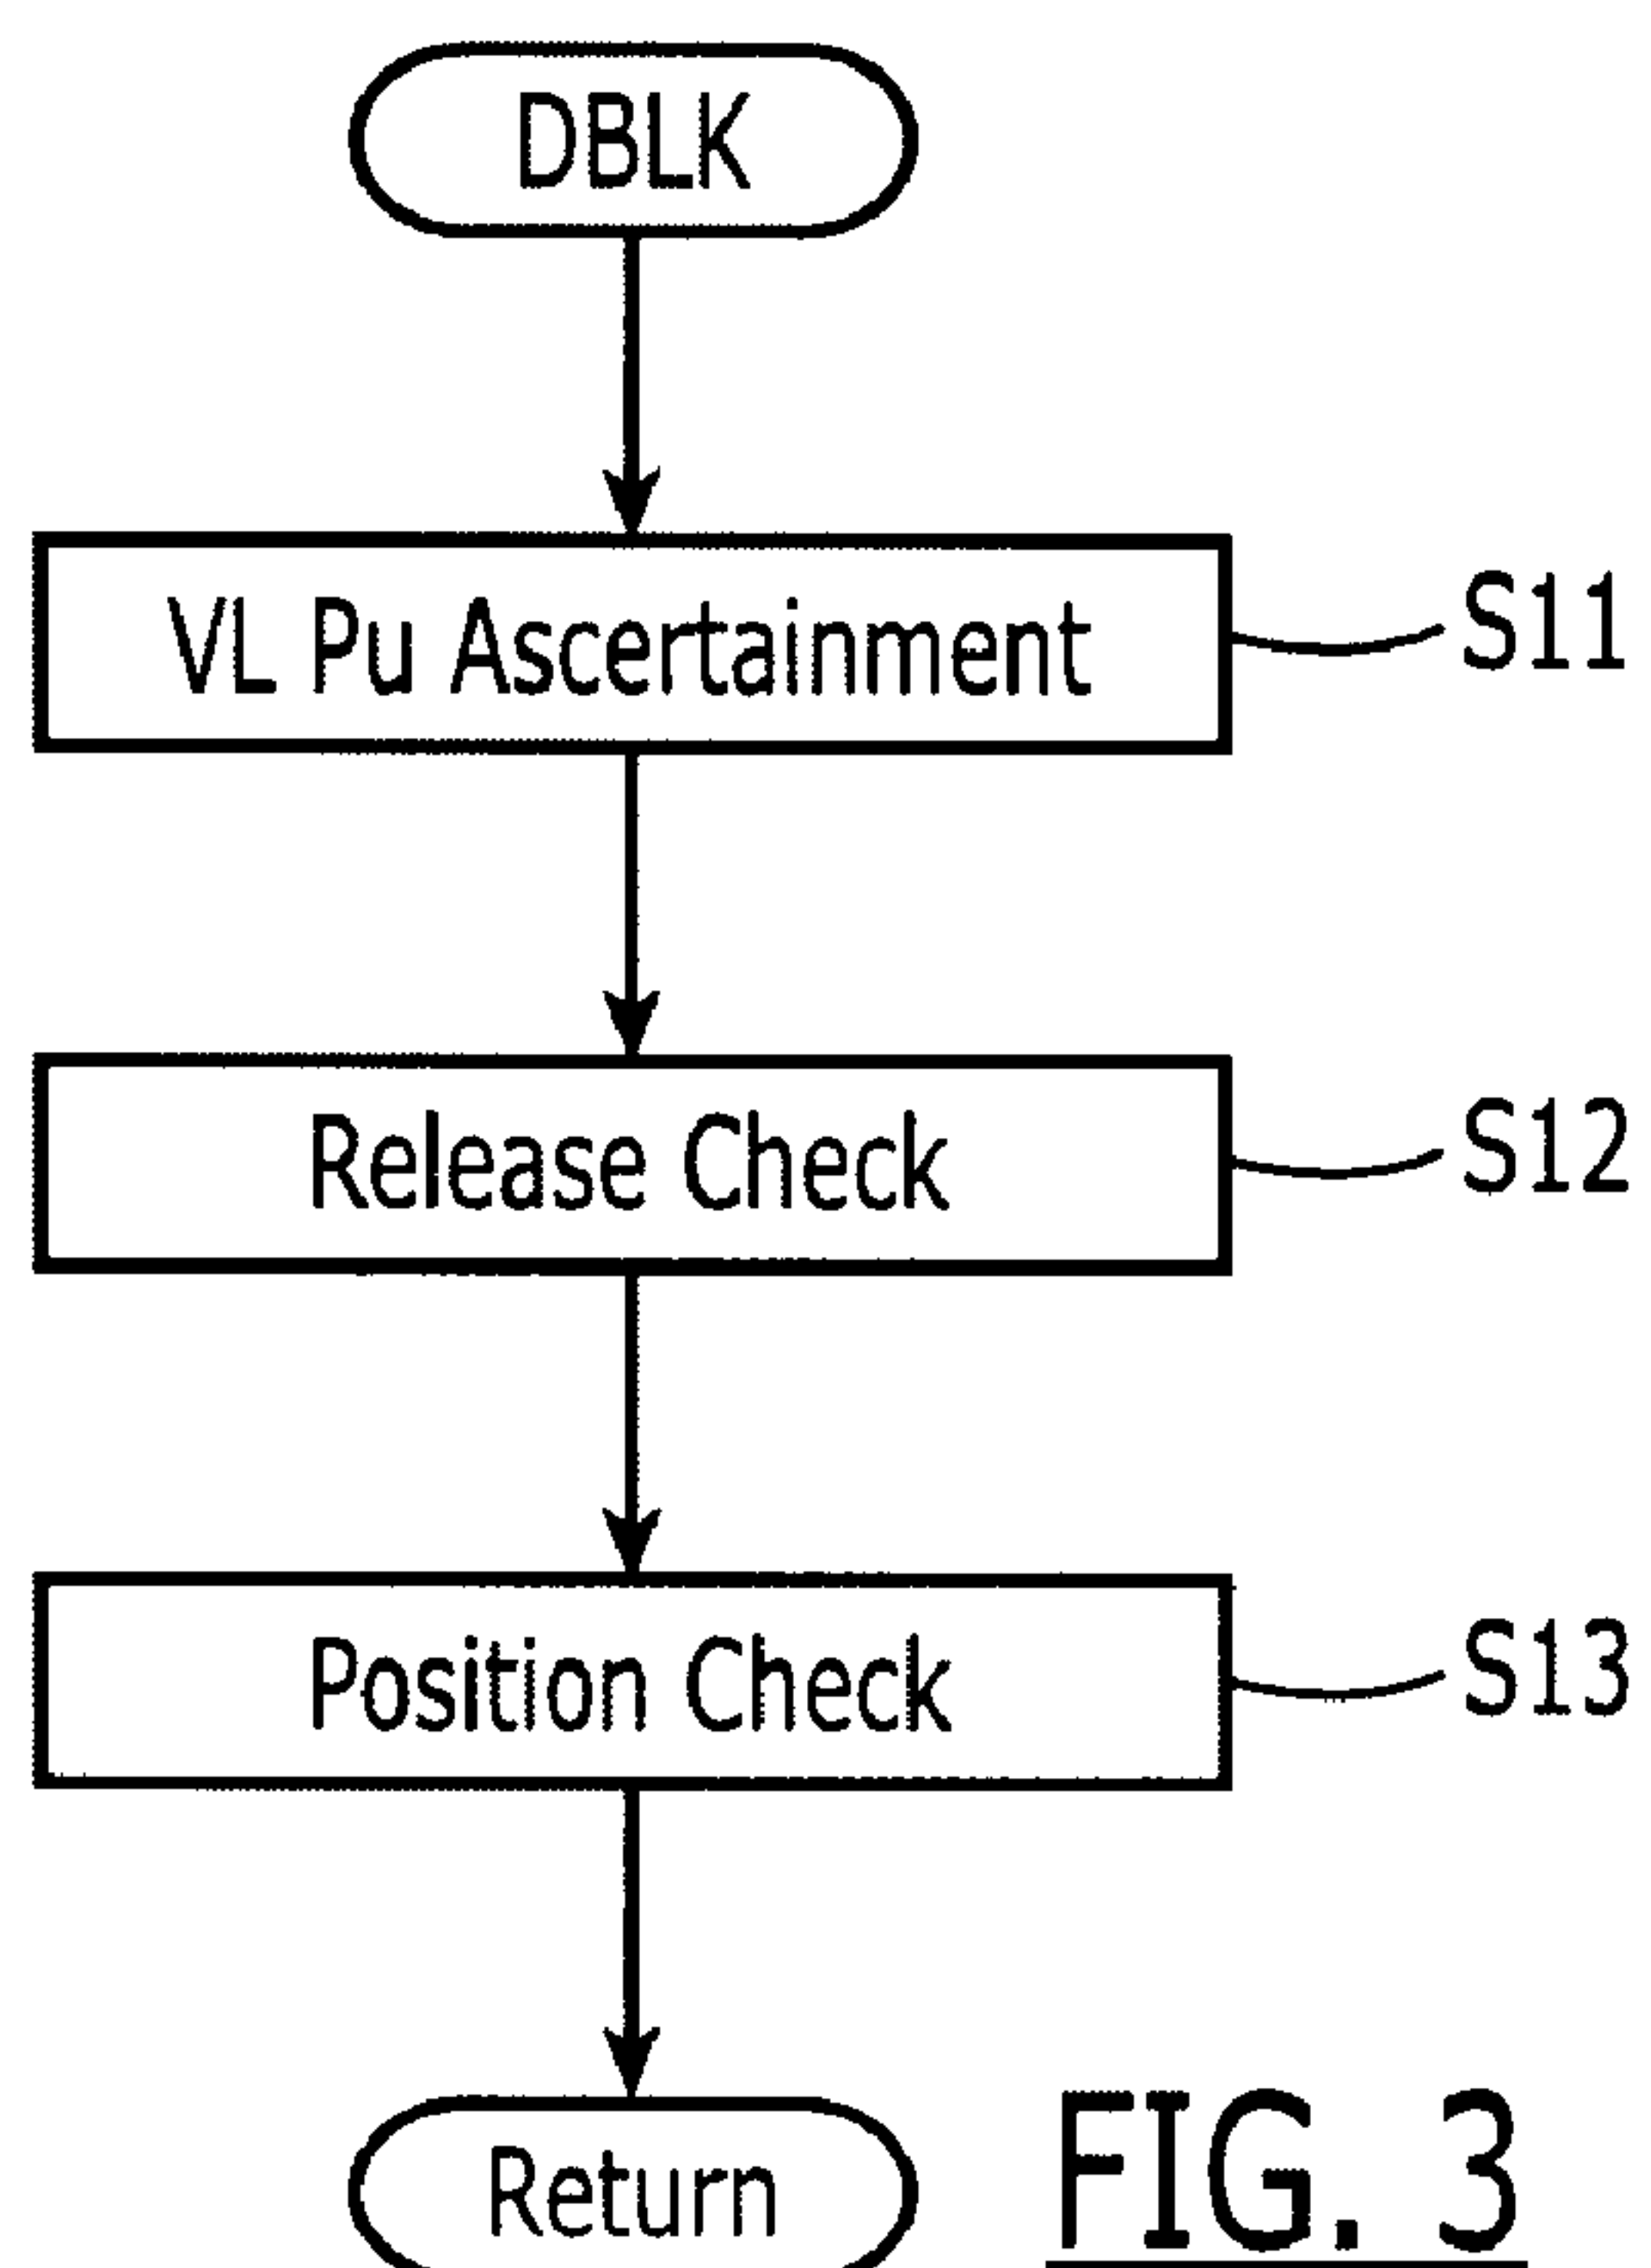 DBLK
VL Pu Ascertainment
S11
Release Check
S12
Position Check
S13
Return
FIG. 3